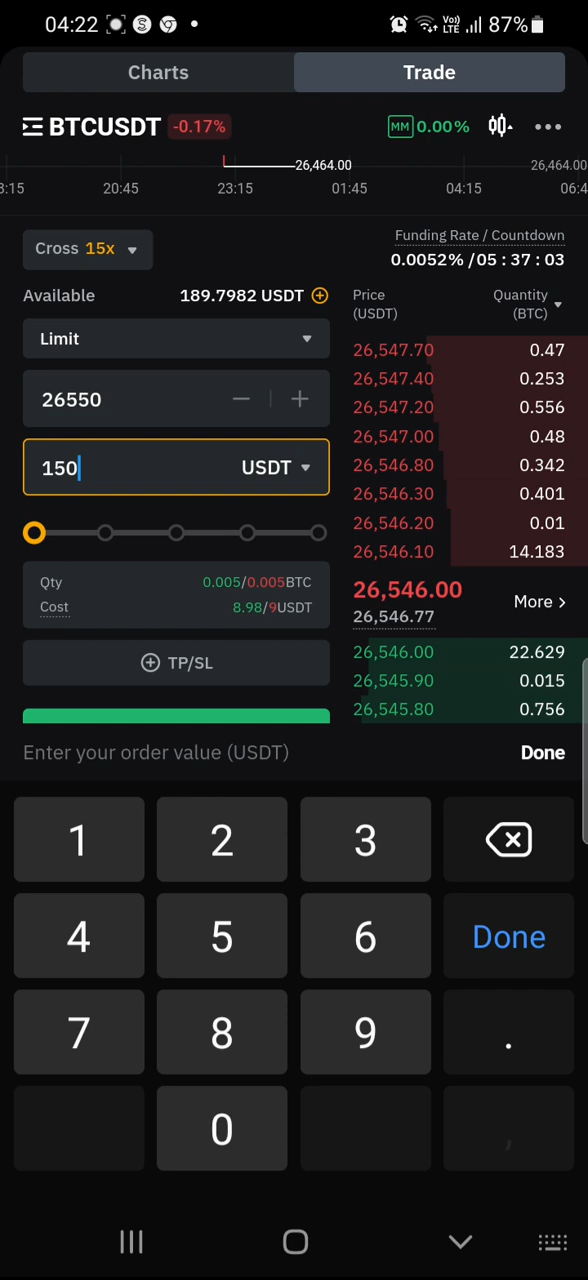 04:22 87%
Charts Trade
BTCUSDT -0.17% MM 0.00%
26,464.00 26,464.00
3:15 20:45 23:15 01:45 04:15 06:4
Cross 15x
Funding Rate / Countdown
0.0052% / 05 : 37 : 03
Available 189.7982 USDT
Price (USDT)
Quantity (BTC)
Limit
26550
150 USDT
Qty 0.005/0.005BTC
Cost 8.98/9USDT
TP/SL
26,547.70 0.47
26,547.40 0.253
26,547.20 0.556
26,547.00 0.48
26,546.80 0.342
26,546.30 0.401
26,546.20 0.01
26,546.10 14.183
26,546.00
26,546.77
More
26,546.00 22.629
26,545.90 0.015
26,545.80 0.756
Enter your order value (USDT) Done
1 2 3
4 5 6 Done
7 8 9 .
0 ,